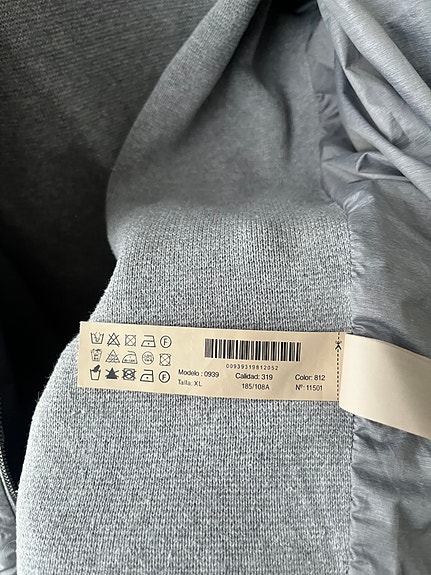 00939319812052
Modelo : 0939 Calidad: 319 Color: 812
Talla: XL 185/108A Nº: 11501